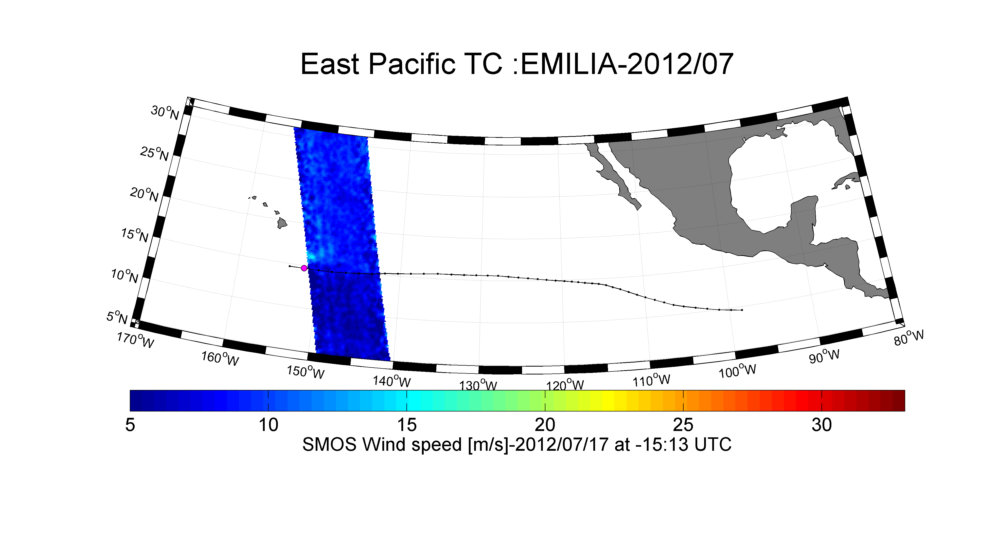 East Pacific TC :EMILIA-2012/07
30°N
25°N
20°N
15°N
10°N
5°N
170°W
160°W
150°W
140°W
130°W
120°W
110°W
100°W
90°W
80°W
5 10 15 20 25 30
SMOS Wind speed [m/s]-2012/07/17 at -15:13 UTC